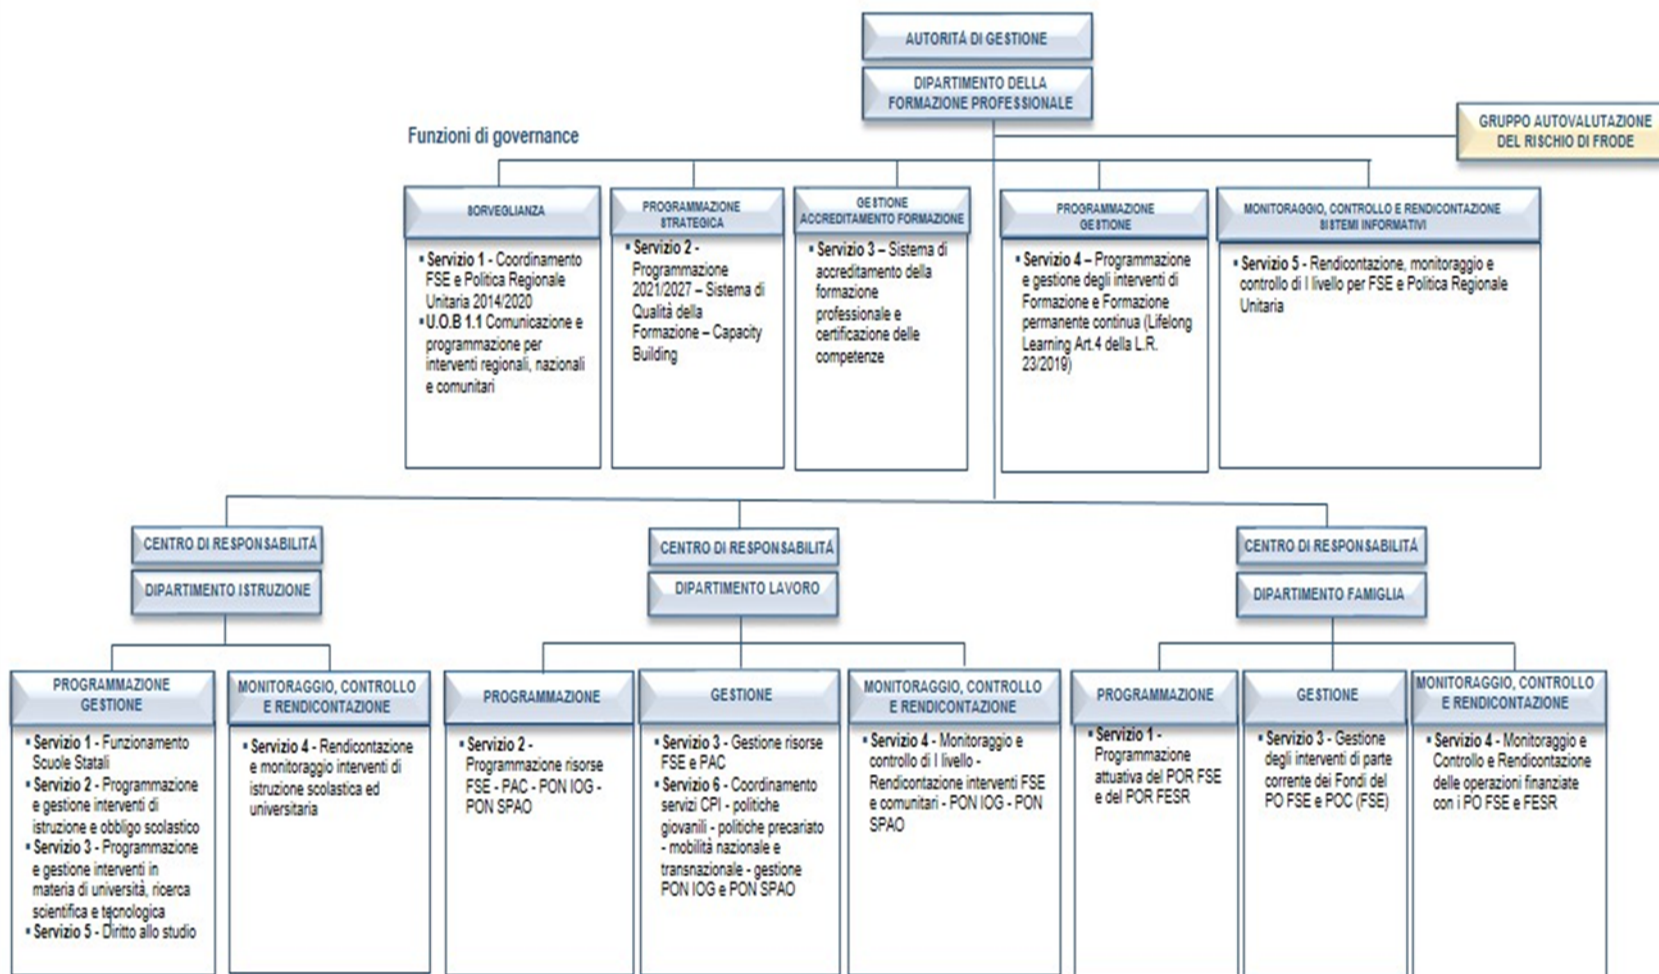 AUTORITÁ DI GESTIONE
DIPARTIMENTO DELLA
FORMAZIONE PROFESSIONALE
GRUPPO AUTOVALUTAZIONE
DEL RISCHIO DI FRODE
Funzioni di governance
SORVEGLIANZA
▪ Servizio 1 - Coordinamento
FSE e Politica Regionale
Unitaria 2014/2020
▪ U.O.B 1.1 Comunicazione e
programmazione per
interventi regionali, nazionali
e comunitari
PROGRAMMAZIONE
STRATEGICA
▪ Servizio 2 -
Programmazione
2021/2027 – Sistema di
Qualità della
Formazione – Capacity
Building
GESTIONE
ACCREDITAMENTO FORMAZIONE
▪ Servizio 3 – Sistema di
accreditamento della
formazione
professionale e
certificazione delle
competenze
PROGRAMMAZIONE
GESTIONE
▪ Servizio 4 – Programmazione
e gestione degli interventi di
Formazione e Formazione
permanente continua (Lifelong
Learning Art.4 della L.R.
23/2019)
MONITORAGGIO, CONTROLLO E RENDICONTAZIONE
SISTEMI INFORMATIVI
▪ Servizio 5 - Rendicontazione, monitoraggio e
controllo di I livello per FSE e Politica Regionale
Unitaria
CENTRO DI RESPONSABILITÁ
DIPARTIMENTO ISTRUZIONE
PROGRAMMAZIONE
GESTIONE
▪ Servizio 1 - Funzionamento
Scuole Statali
▪ Servizio 2 - Programmazione
e gestione interventi di
istruzione e obbligo scolastico
▪ Servizio 3 - Programmazione
e gestione interventi in
materia di università, ricerca
scientifica e tecnologica
▪ Servizio 5 - Diritto allo studio
MONITORAGGIO, CONTROLLO
E RENDICONTAZIONE
▪ Servizio 4 - Rendicontazione
e monitoraggio interventi di
istruzione scolastica ed
universitaria
CENTRO DI RESPONSABILITÁ
DIPARTIMENTO LAVORO
PROGRAMMAZIONE
▪ Servizio 2 -
Programmazione risorse
FSE - PAC - PON IOG -
PON SPAO
GESTIONE
▪ Servizio 3 - Gestione risorse
FSE e PAC
▪ Servizio 6 - Coordinamento
servizi CPI - politiche
giovanili - politiche precariato
- mobilità nazionale e
transnazionale - gestione
PON IOG e PON SPAO
MONITORAGGIO, CONTROLLO
E RENDICONTAZIONE
▪ Servizio 4 - Monitoraggio e
controllo di I livello -
Rendicontazione interventi FSE
e comunitari - PON IOG - PON
SPAO
CENTRO DI RESPONSABILITÁ
DIPARTIMENTO FAMIGLIA
PROGRAMMAZIONE
▪ Servizio 1 -
Programmazione
attuativa del POR FSE
e del POR FESR
GESTIONE
▪ Servizio 3 - Gestione
degli interventi di parte
corrente dei Fondi del
PO FSE e POC (FSE)
MONITORAGGIO, CONTROLLO
E RENDICONTAZIONE
▪ Servizio 4 - Monitoraggio e
Controllo e Rendicontazione
delle operazioni finanziate
con i PO FSE e FESR